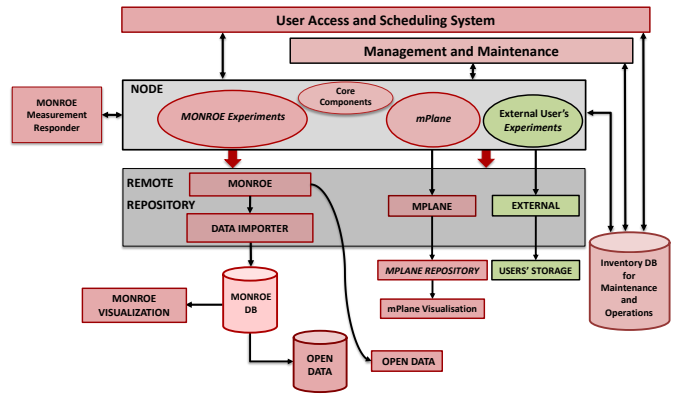 User Access and Scheduling System
Management and Maintenance
NODE
Core
Components
MONROE
Measurement
Responder
MONROE Experiments
mPlane
External User's
Experiments
REMOTE
REPOSITORY
MONROE
MPLANE
EXTERNAL
DATA IMPORTER
MPLANE REPOSITORY
USERS' STORAGE
Inventory DB
for
Maintenance
and
Operations
MONROE
VISUALIZATION
MONROE
DB
mPlane Visualisation
OPEN
DATA
OPEN DATA